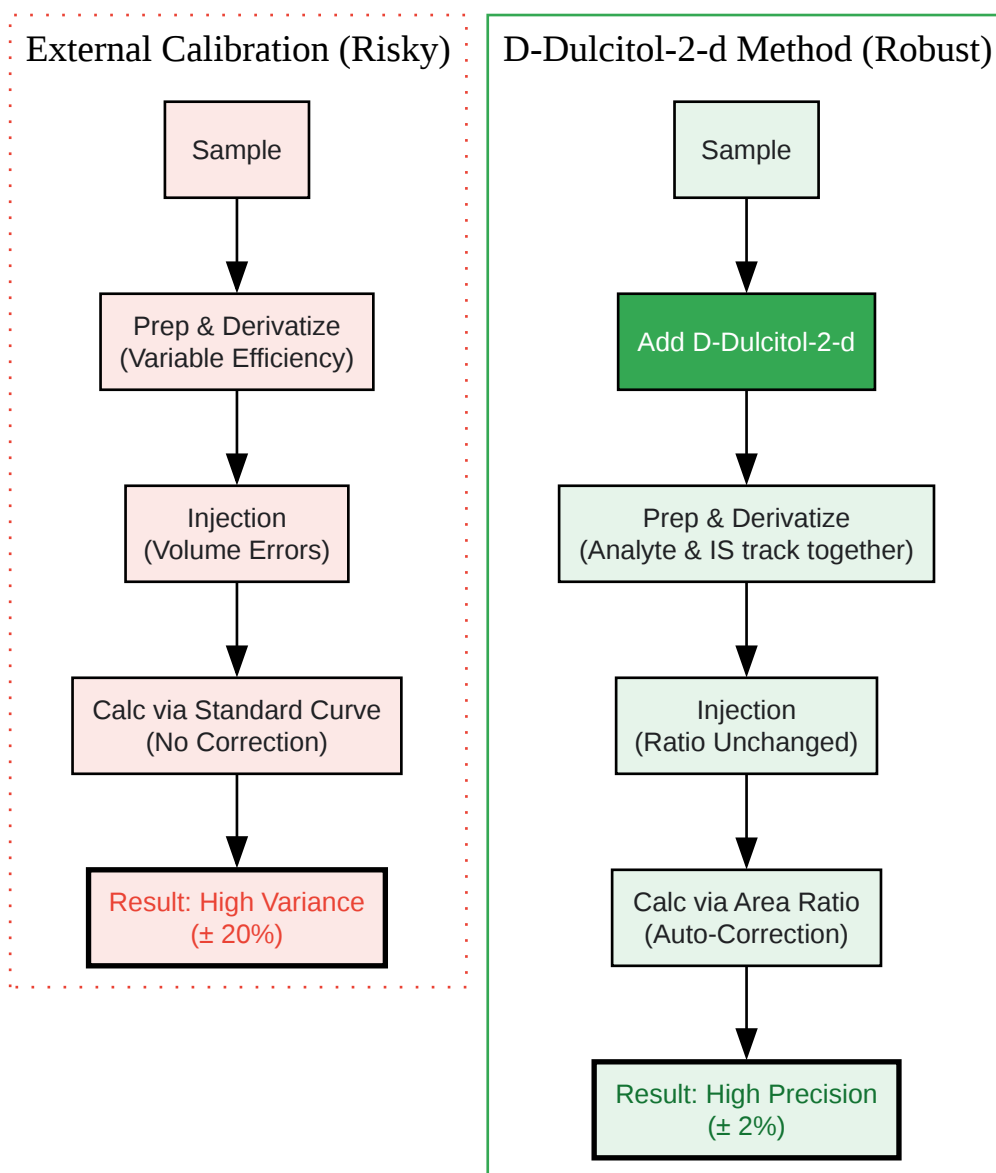 External Calibration (Risky)
Sample
Prep & Derivatize
(Variable Efficiency)
Injection
(Volume Errors)
Calc via Standard Curve
(No Correction)
Result: High Variance
(± 20%)
D-Dulcitol-2-d Method (Robust)
Sample
Add D-Dulcitol-2-d
Prep & Derivatize
(Analyte & IS track together)
Injection
(Ratio Unchanged)
Calc via Area Ratio
(Auto-Correction)
Result: High Precision
(± 2%)